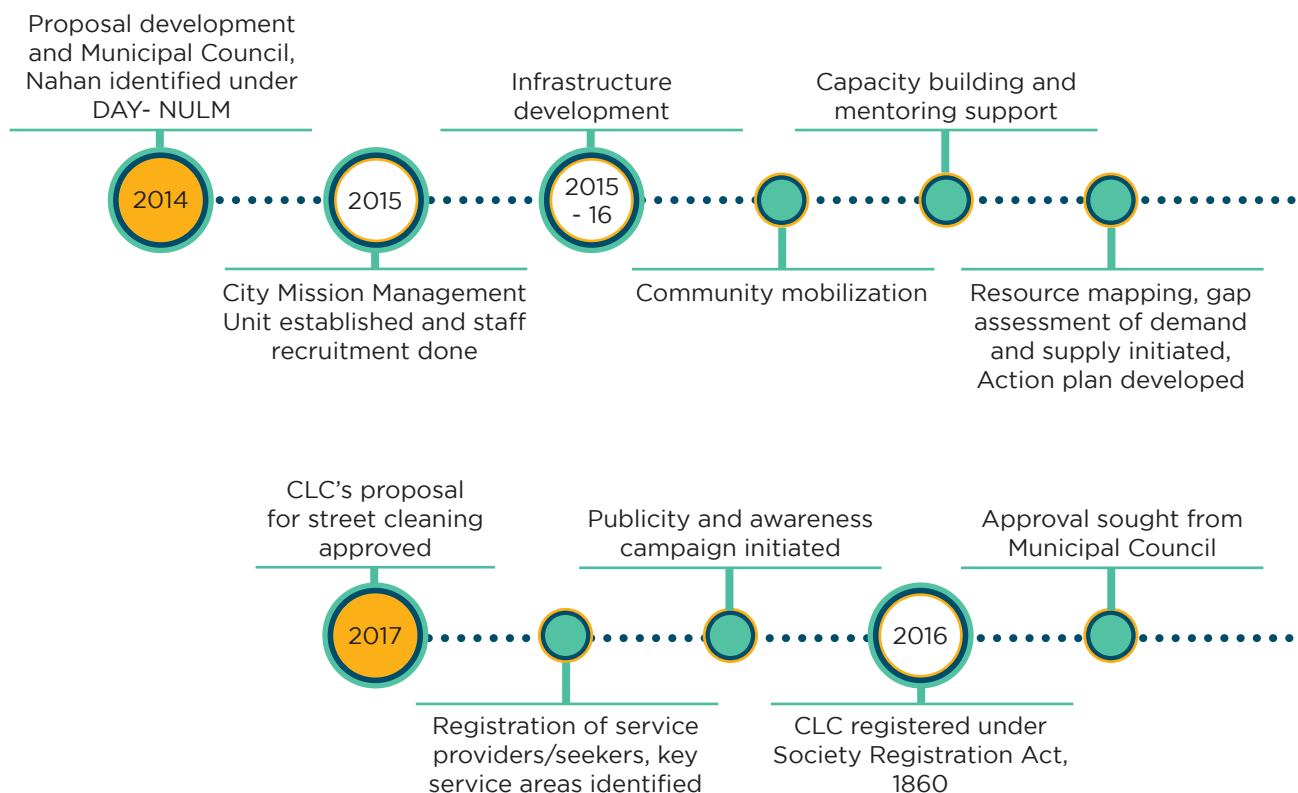 Proposal development
and Municipal Council,
Nahan identified under
DAY- NULM
2014
2015
City Mission Management
Unit established and staff
recruitment done
Infrastructure
development
2015
- 16
Community mobilization
Capacity building and
mentoring support
Resource mapping, gap
assessment of demand
and supply initiated,
Action plan developed
CLC's proposal
for street cleaning
approved
2017
Registration of service
providers/seekers, key
service areas identified
Publicity and awareness
campaign initiated
2016
CLC registered under
Society Registration Act,
1860
Approval sought from
Municipal Council